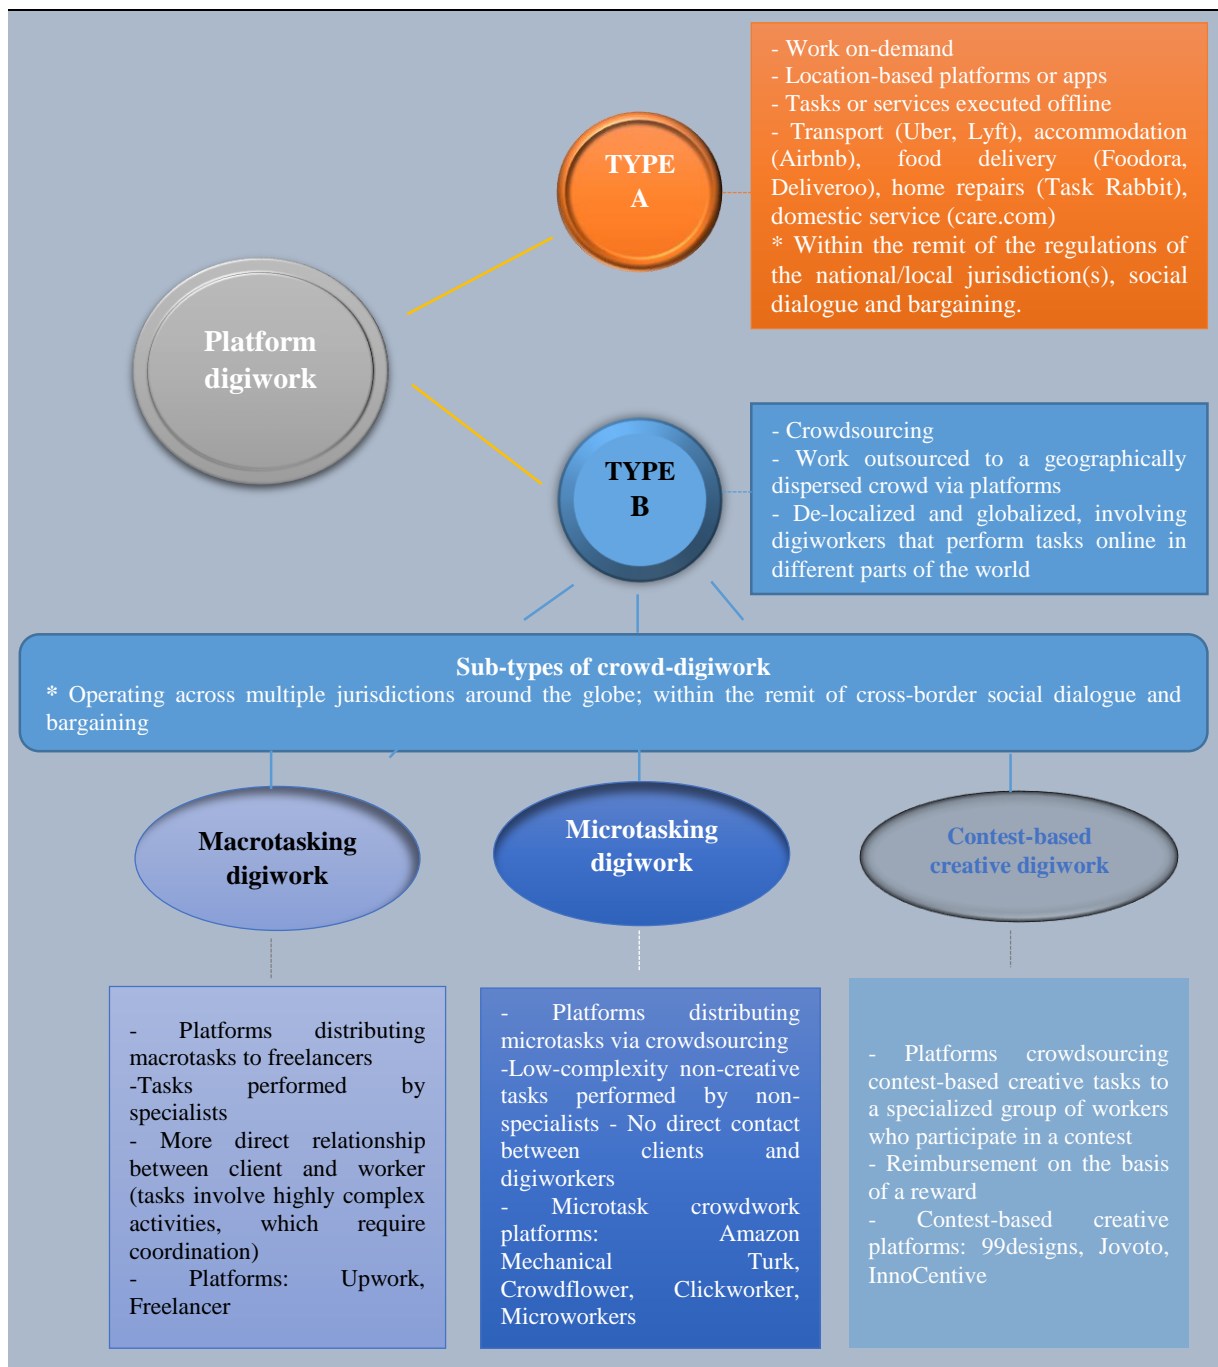 - Work on-demand
- Location-based platforms or apps
- Tasks or services executed offline
- Transport (Uber, Lyft), accommodation
(Airbnb), food delivery (Foodora,
Deliveroo), home repairs (Task Rabbit),
domestic service (care.com)
* Within the remit of the regulations of
the national/local jurisdiction(s), social
dialogue and bargaining.
TYPE
A
Platform
digiwork
TYPE
B
- Crowdsourcing
- Work outsourced to a geographically
dispersed crowd via platforms
- De-localized and globalized, involving
digiworkers that perform tasks online in
different parts of the world
Sub-types of crowd-digiwork
* Operating across multiple jurisdictions around the globe; within the remit of cross-border social dialogue and
bargaining
Macrotasking
digiwork
Microtasking
digiwork
Contest-based
creative digiwork
- Platforms distributing
macrotasks to freelancers
-Tasks performed by
specialists
- More direct relationship
between client and worker
(tasks involve highly complex
activities, which require
coordination)
- Platforms: Upwork,
Freelancer
- Platforms distributing
microtasks via crowdsourcing
-Low-complexity non-creative
tasks performed by non-
specialists - No direct contact
between clients and
digiworkers
- Microtask crowdwork
platforms: Amazon
Mechanical Turk,
Crowdflower, Clickworker,
Microworkers
- Platforms crowdsourcing
contest-based creative tasks to
a specialized group of workers
who participate in a contest
- Reimbursement on the basis
of a reward
- Contest-based creative
platforms: 99designs, Jovoto,
InnoCentive